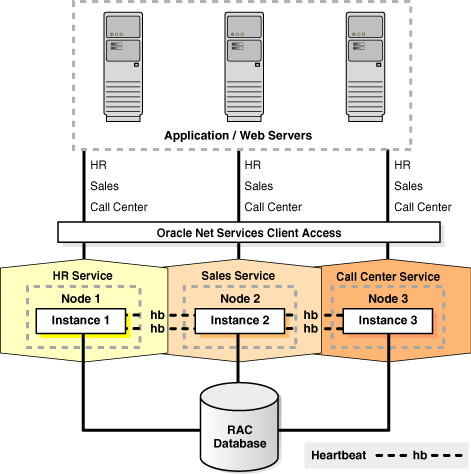 Application / Web Servers
HR HR HR
Sales Sales Sales
Call Center Call Center Call Center
Oracle Net Services Client Access
HR Service Sales Service Call Center Service
Node 1 Node 2 Node 3
Instance 1 hb Instance 2 hb Instance 3
hb hb
RAC
Database
Heartbeat hb